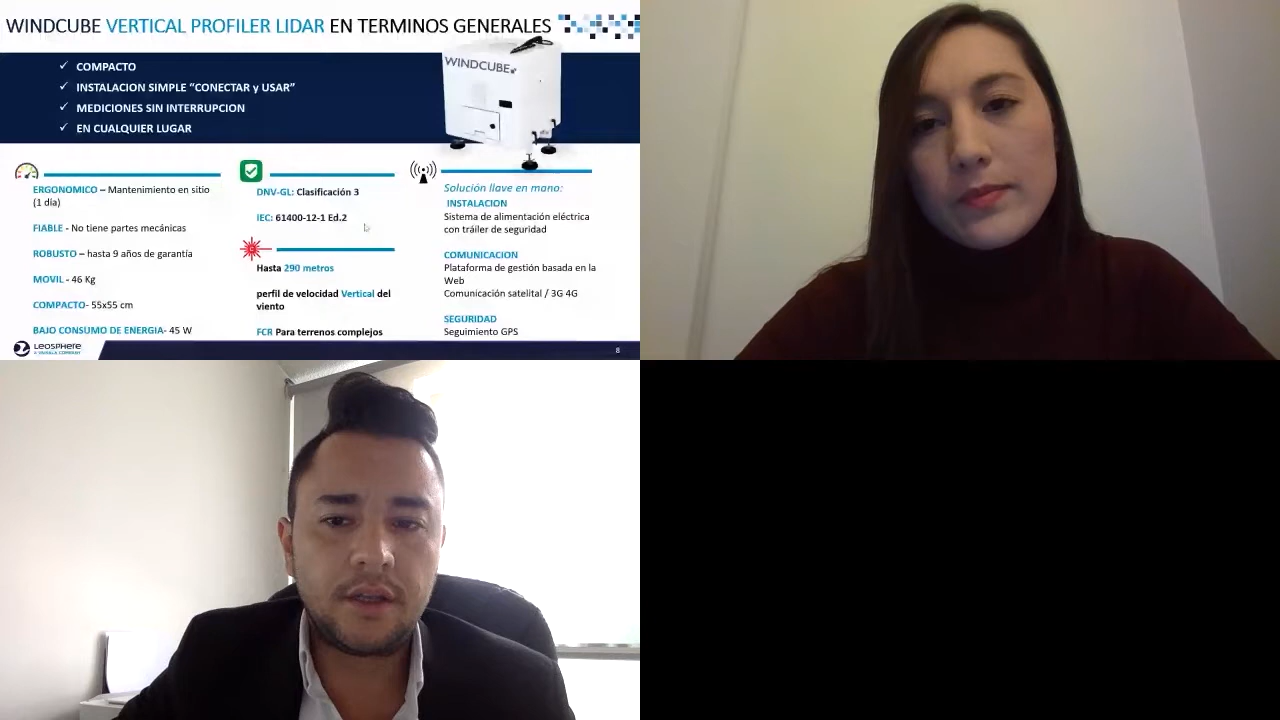 WINDCUBE VERTICAL PROFILER LIDAR EN TERMINOS GENERALES
✓ COMPACTO
✓ INSTALACION SIMPLE “CONECTAR y USAR”
✓ MEDICIONES SIN INTERRUPCION
✓ EN CUALQUIER LUGAR
WINDCUBE
ERGONOMICO – Mantenimiento en sitio
(1 día)
FIABLE - No tiene partes mecánicas
ROBUSTO – hasta 9 años de garantía
MOVIL - 46 Kg
COMPACTO- 55x55 cm
BAJO CONSUMO DE ENERGIA- 45 W
DNV-GL: Clasificación 3
IEC: 61400-12-1 Ed.2
Hasta 290 metros
perfil de velocidad Vertical del
viento
FCR Para terrenos complejos
Solución llave en mano:
INSTALACION
Sistema de alimentación eléctrica
con tráiler de seguridad
COMUNICACION
Plataforma de gestión basada en la
Web
Comunicación satelital / 3G 4G
SEGURIDAD
Seguimiento GPS
LEOSPHERE
A VAISALA COMPANY
8